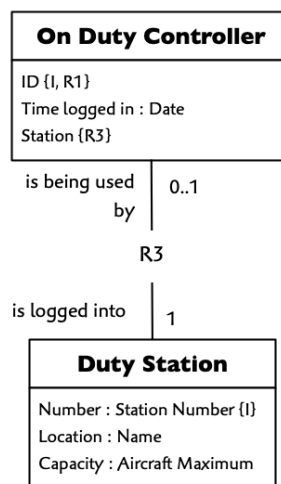 On Duty Controller
ID {I, R1}
Time logged in : Date
Station {R3}
is being used
by
0..1
R3
is logged into
1
Duty Station
Number : Station Number {I}
Location : Name
Capacity : Aircraft Maximum